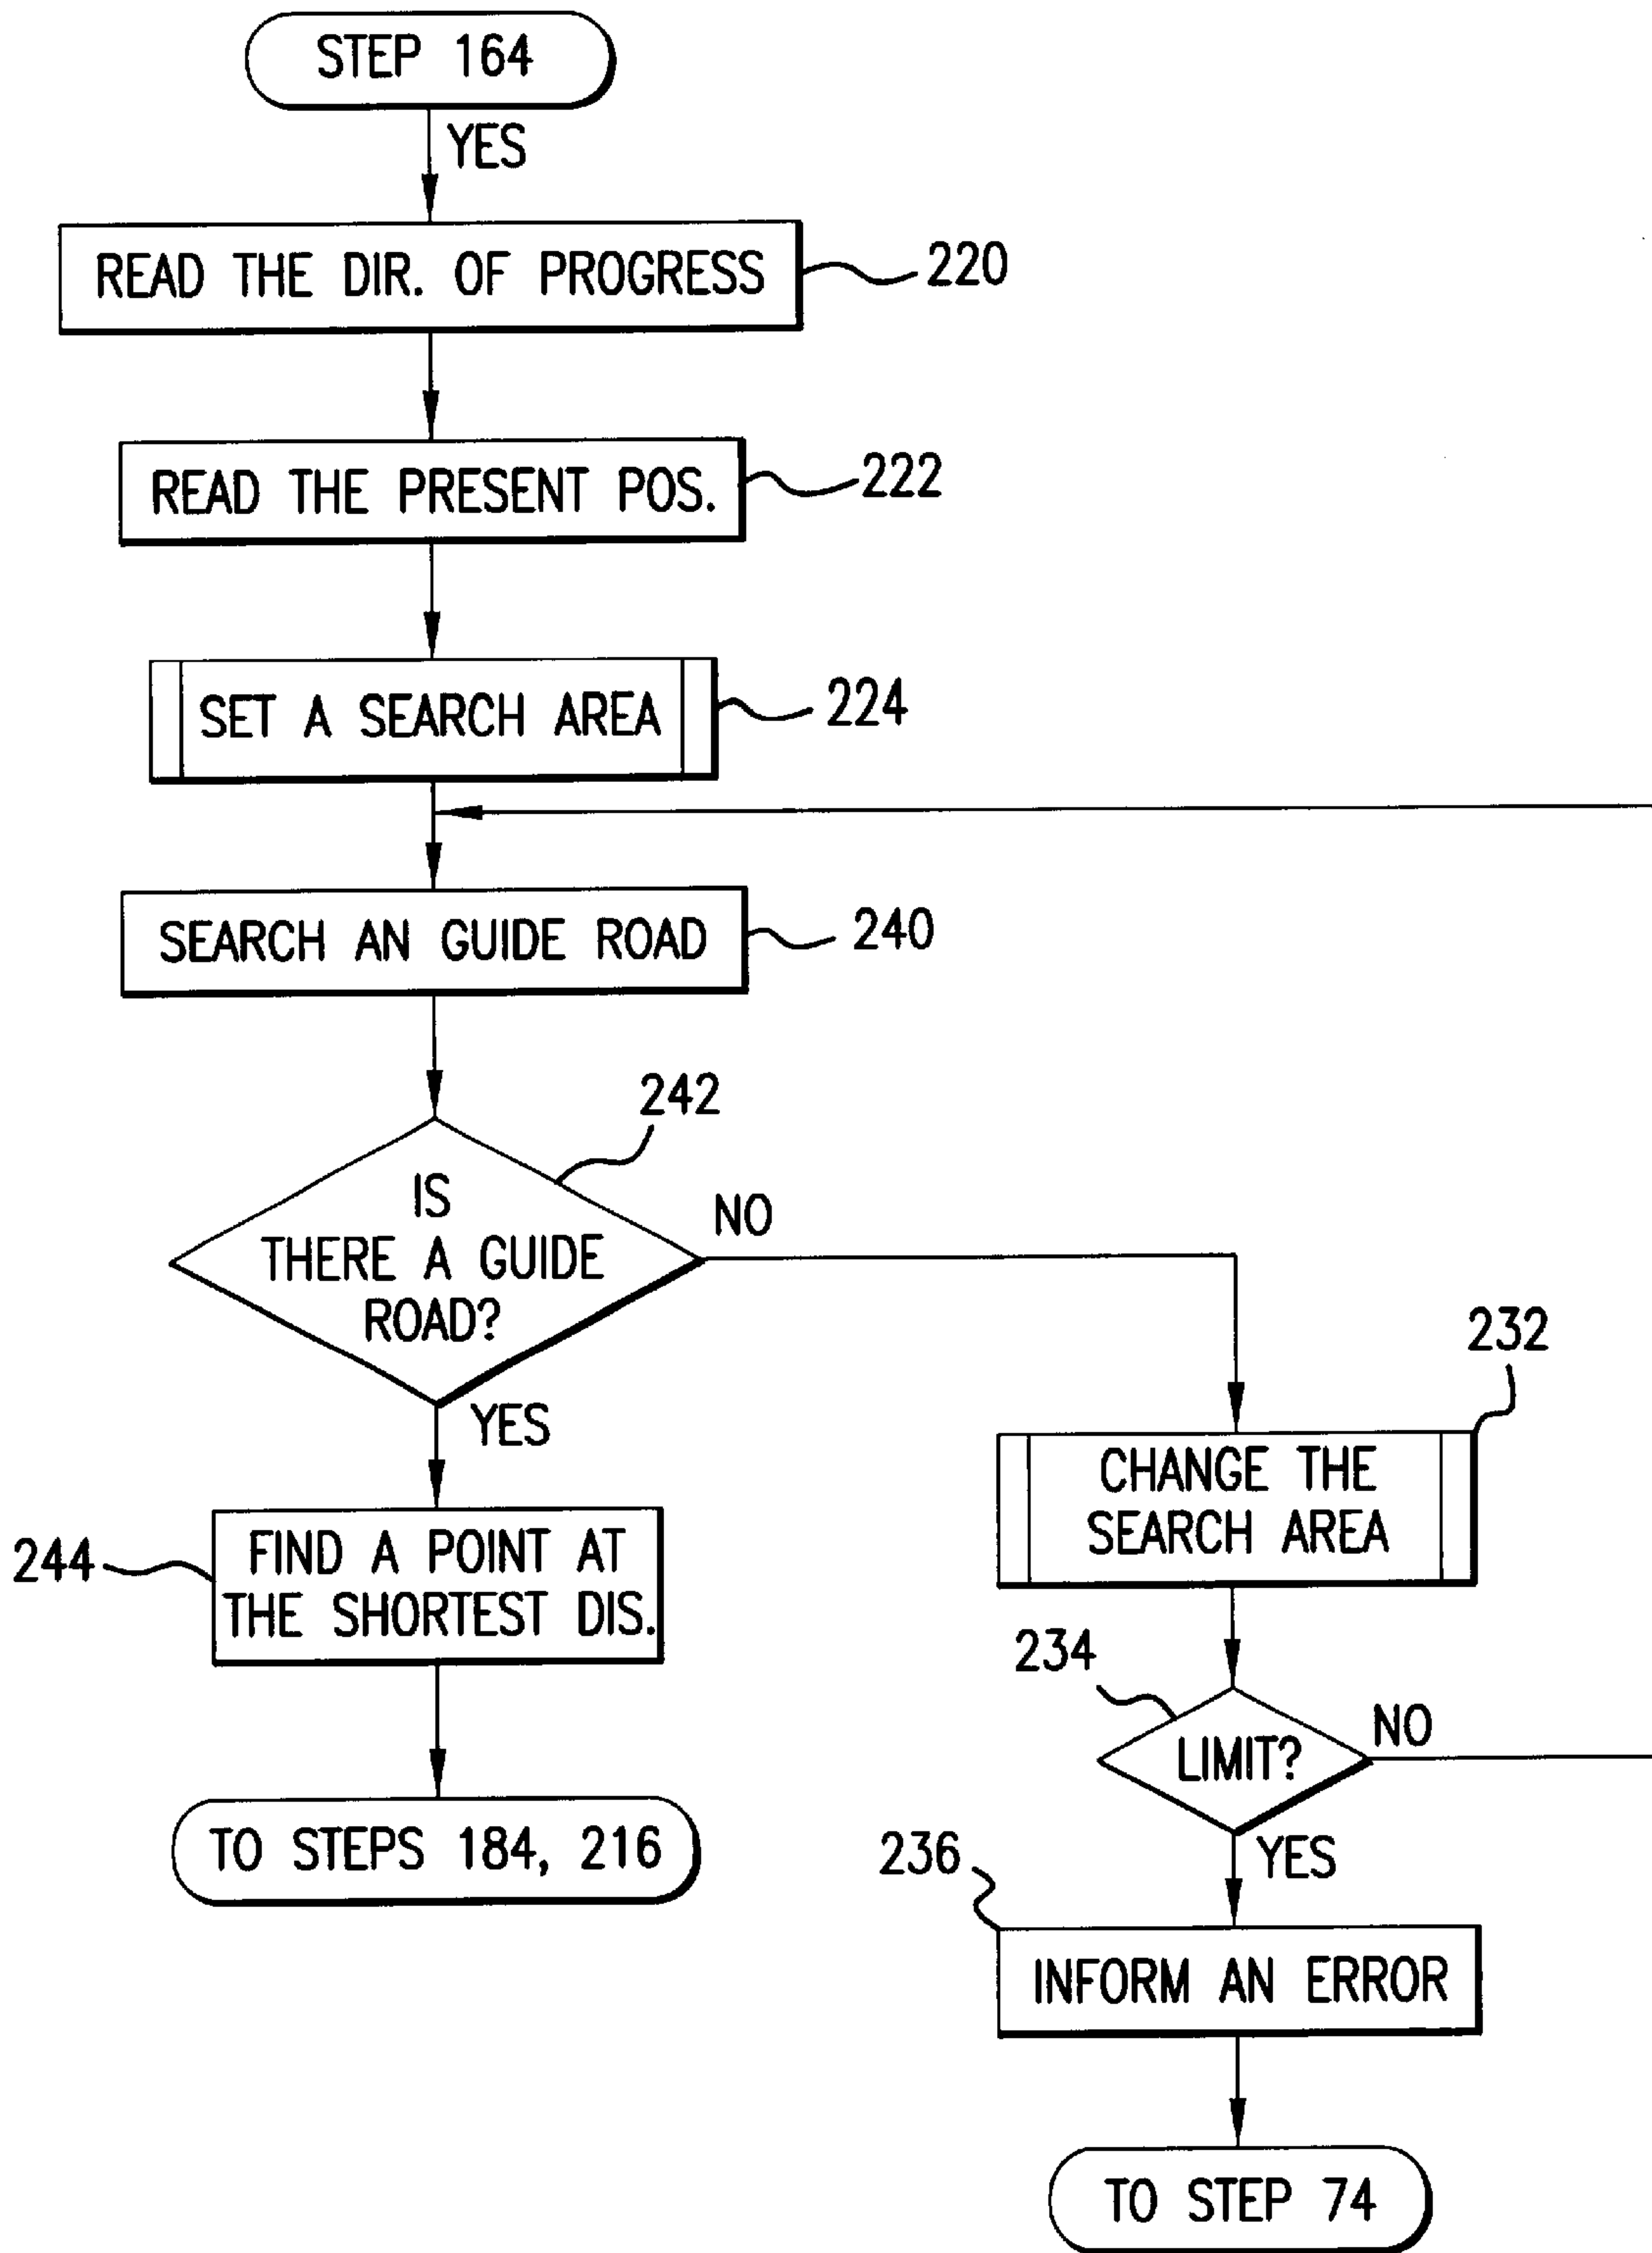 STEP 164
YES
READ THE DIR. OF PROGRESS
220
READ THE PRESENT POS.
222
SET A SEARCH AREA
224
SEARCH AN GUIDE ROAD
240
242
IS
THERE A GUIDE
ROAD?
NO
YES
232
CHANGE THE
SEARCH AREA
244
FIND A POINT AT
THE SHORTEST DIS.
234
LIMIT?
NO
YES
TO STEPS 184, 216
236
INFORM AN ERROR
TO STEP 74